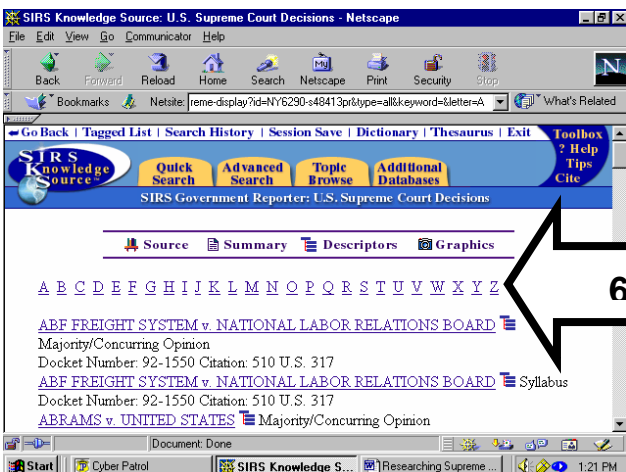 SIRS Knowledge Source: U.S. Supreme Court Decisions - Netscape
File Edit View Go Communicator Help
Back Forward Reload Home Search Netscape Print Security Stop
Bookmarks Netsite: reme-display?id=NY6290-s48413pr&type=all&keyword=&letter=A What's Related
Go Back | Tagged List | Search History | Session Save | Dictionary | Thesaurus | Exit Toolbox
SIRS Knowledge Source Quick Search Advanced Search Topic Browse Additional Databases ? Help Tips Cite
SIRS Government Reporter: U.S. Supreme Court Decisions
Source Summary Descriptors Graphics
A B C D E F G H I J K L M N O P Q R S T U V W X Y Z
6
ABF FREIGHT SYSTEM v. NATIONAL LABOR RELATIONS BOARD
Majority/Concurring Opinion
Docket Number: 92-1550 Citation: 510 U.S. 317
ABF FREIGHT SYSTEM v. NATIONAL LABOR RELATIONS BOARD Syllabus
Docket Number: 92-1550 Citation: 510 U.S. 317
ABRAMS v. UNITED STATES Majority/Concurring Opinion
Document: Done
Start Cyber Patrol SIRS Knowledge S... Researching Supreme ... 1:21 PM